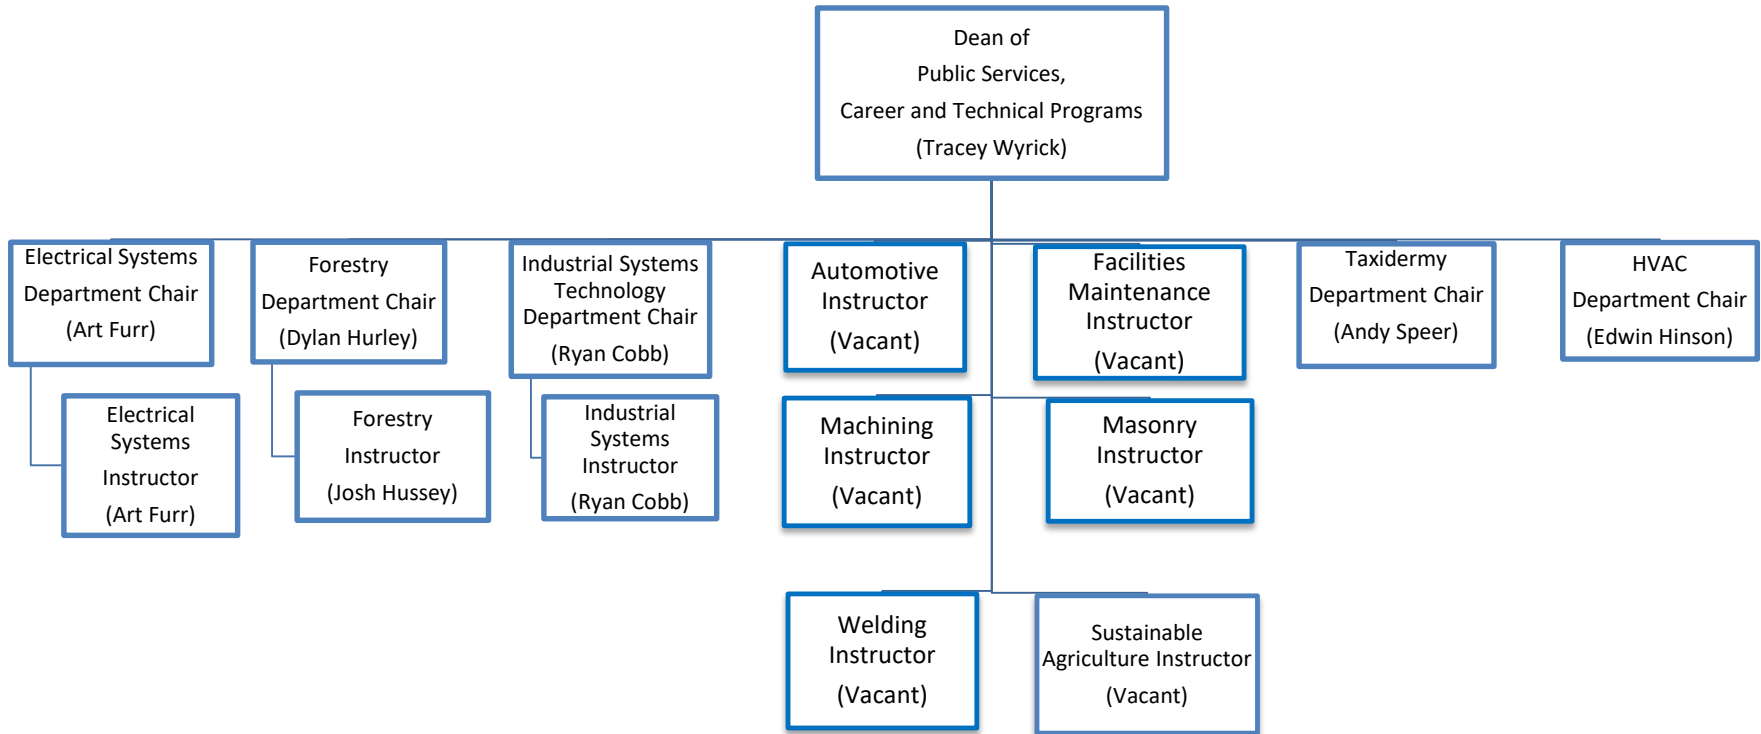 Dean of
Public Services,
Career and Technical Programs
(Tracey Wyrick)
Electrical Systems
Department Chair
(Art Furr)
Forestry
Department Chair
(Dylan Hurley)
Industrial Systems
Technology
Department Chair
(Ryan Cobb)
Automotive
Instructor
(Vacant)
Facilities
Maintenance
Instructor
(Vacant)
Taxidermy
Department Chair
(Andy Speer)
HVAC
Department Chair
(Edwin Hinson)
Electrical
Systems
Instructor
(Art Furr)
Forestry
Instructor
(Josh Hussey)
Industrial
Systems
Instructor
(Ryan Cobb)
Machining
Instructor
(Vacant)
Masonry
Instructor
(Vacant)
Welding
Instructor
(Vacant)
Sustainable
Agriculture Instructor
(Vacant)